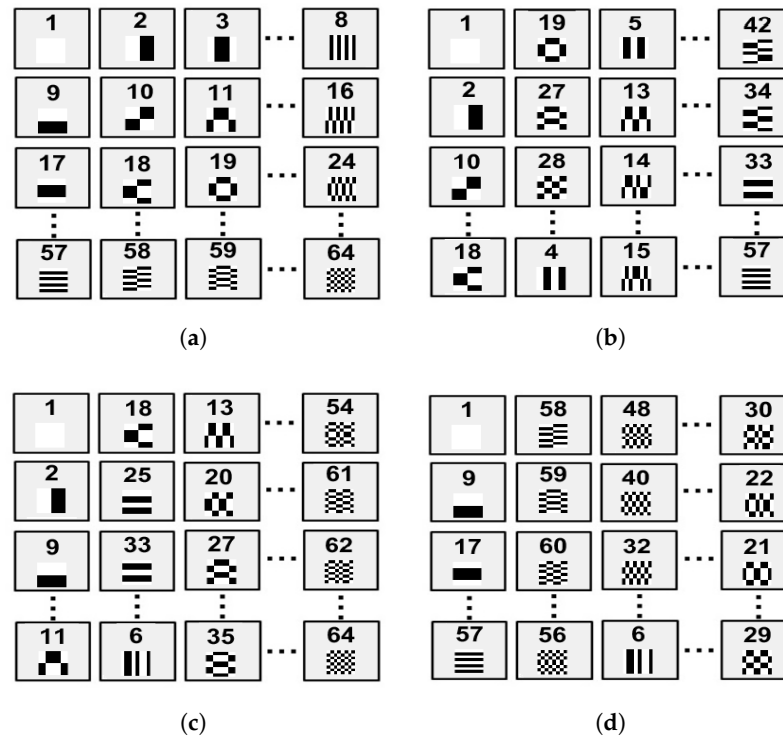 1 2 3 8
9 10 11 16
17 18 19 24
57 58 59 64
(a)
1 19 5 42
2 27 13 34
10 28 14 33
18 4 15 57
(b)
1 18 13 54
2 25 20 61
9 33 27 62
11 6 35 64
(c)
1 58 48 30
9 59 40 22
17 60 32 21
57 56 6 29
(d)